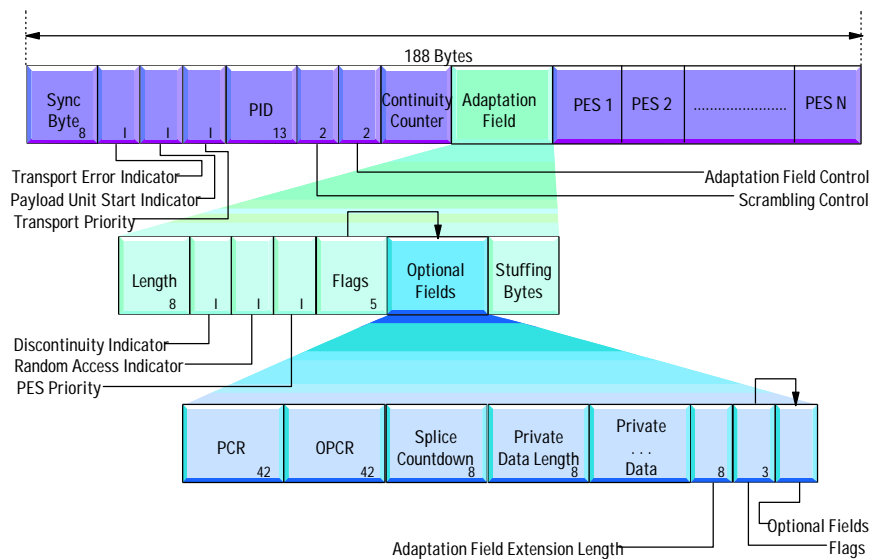 188 Bytes
Sync
Byte
8
I
I
I
PID
13
2
2
Continuity
Counter
Adaptation
Field
PES 1
PES 2
.......................
PES N
Transport Error Indicator
Payload Unit Start Indicator
Transport Priority
Adaptation Field Control
Scrambling Control
Length
8
I
I
I
Flags
5
Optional
Fields
Stuffing
Bytes
Discontinuity Indicator
Random Access Indicator
PES Priority
PCR
42
OPCR
42
Splice
Countdown
8
Private
Data Length
8
Private
. . .
Data
8
3
Optional Fields
Flags
Adaptation Field Extension Length